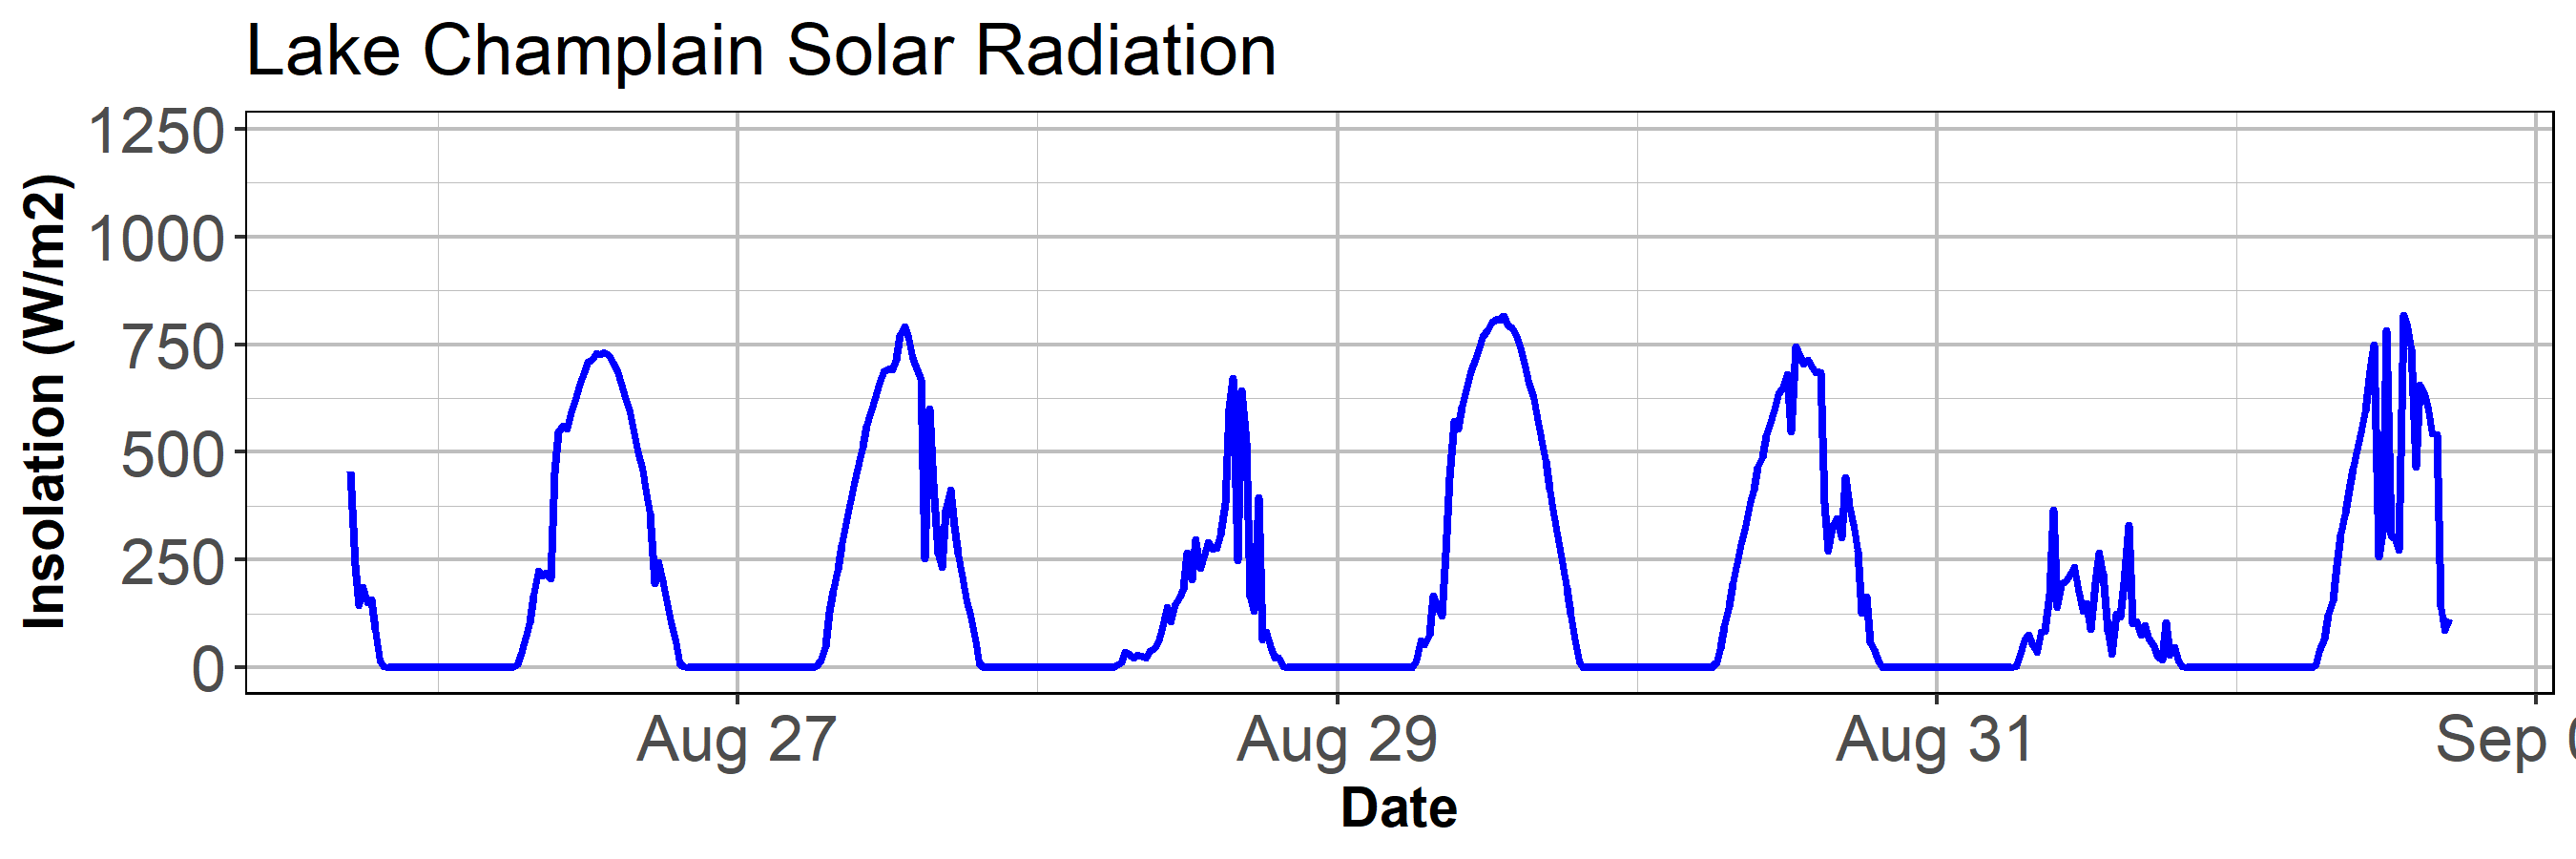 Lake Champlain Solar Radiation
1250
1000
750
500
250
0
Insolation (W/m2)
Aug 27 Aug 29 Aug 31 Sep
Date